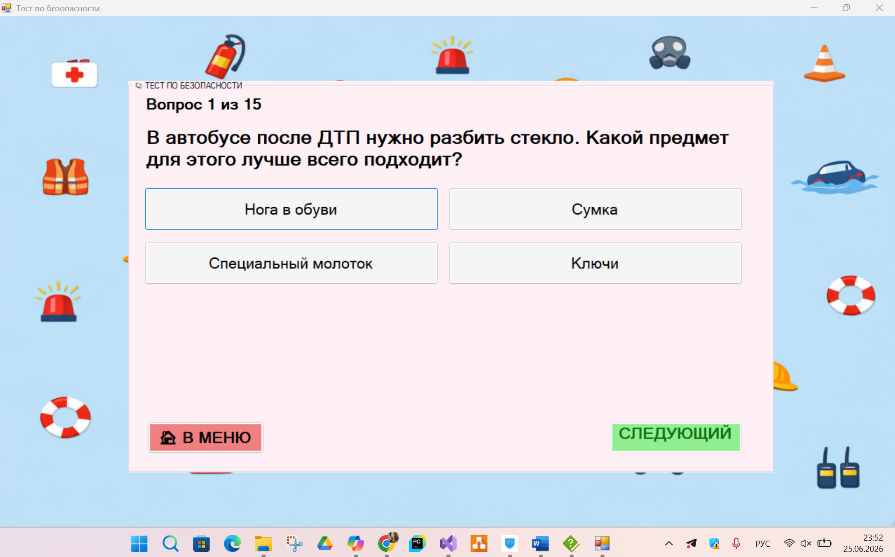 Тест по безопасности
ТЕСТ ПО БЕЗОПАСНОСТИ
Вопрос 1 из 15
В автобусе после ДТП нужно разбить стекло. Какой предмет
для этого лучше всего подходит?
Нога в обуви
Сумка
Специальный молоток
Ключи
В МЕНЮ
СЛЕДУЮЩИЙ
РУС
23:52
25.06.2026